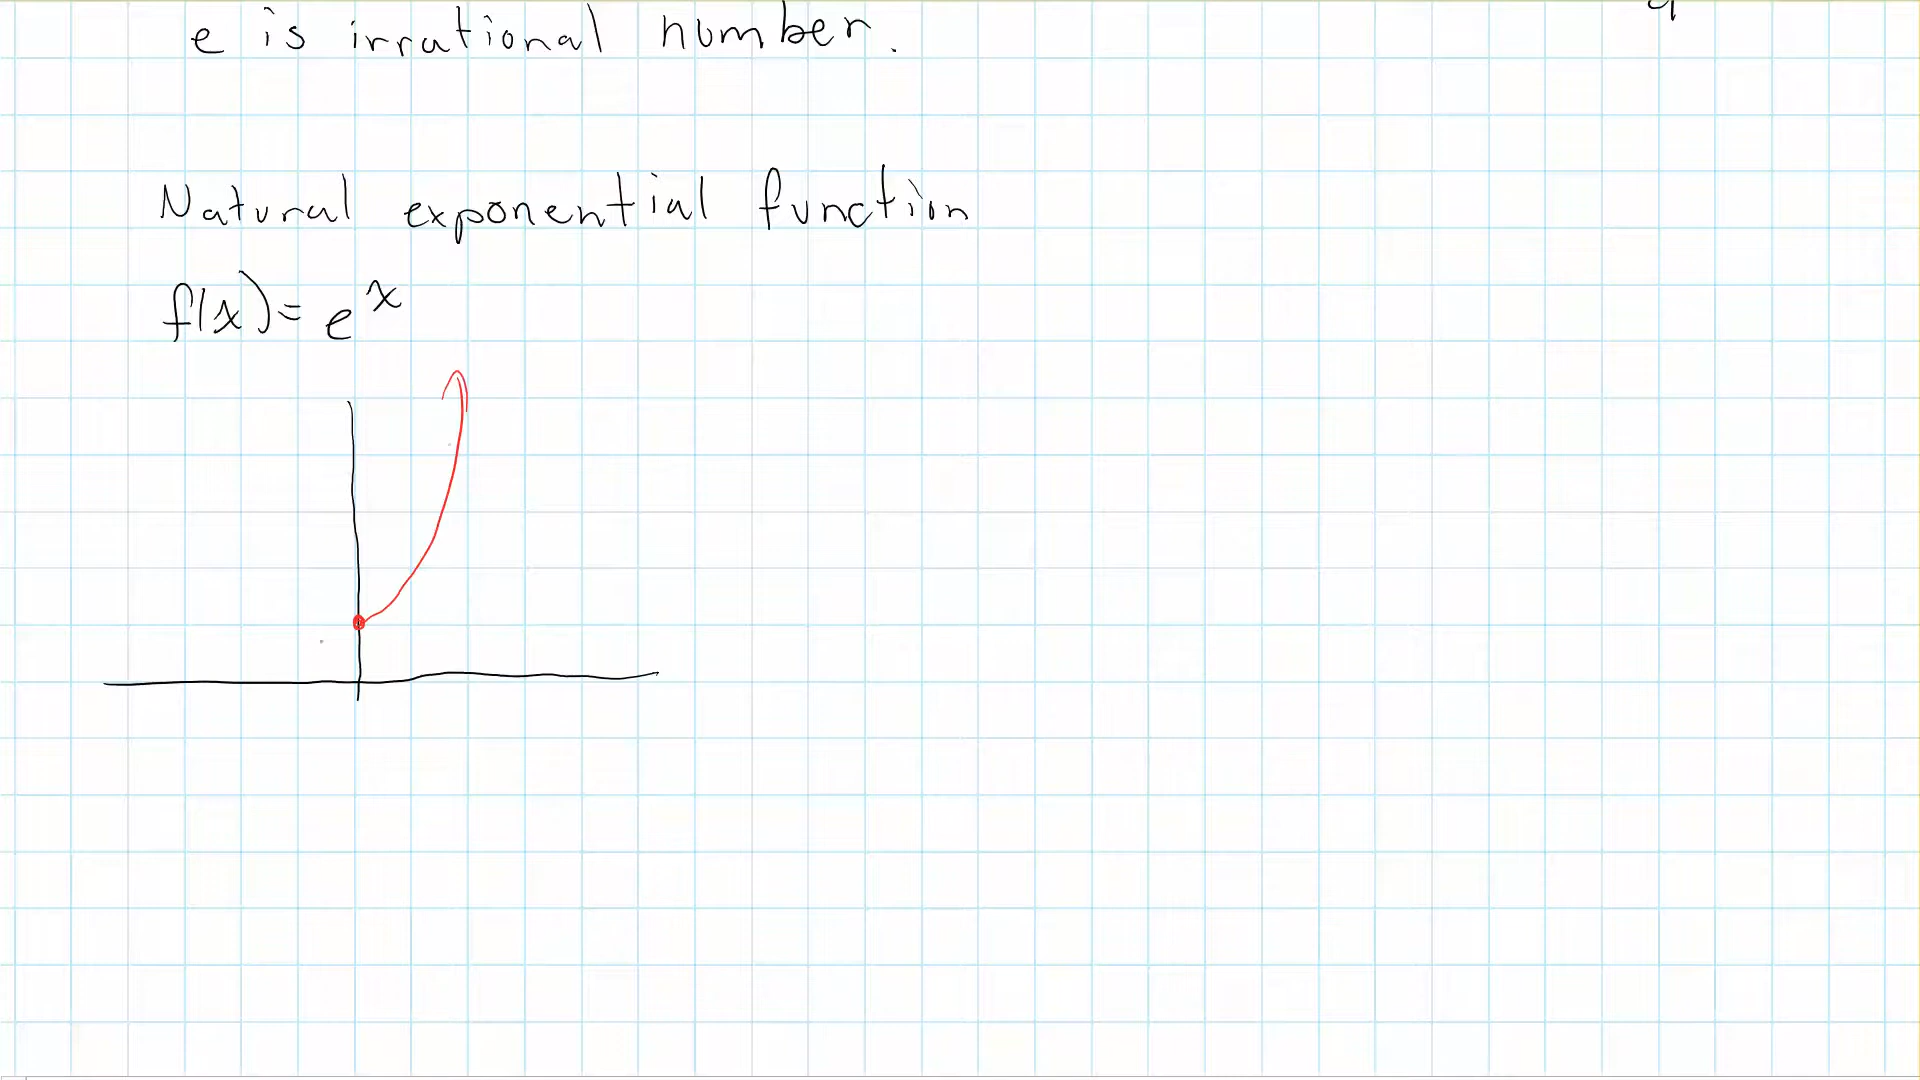 e is irrational number.
Natural exponential function
f(x) = e^x